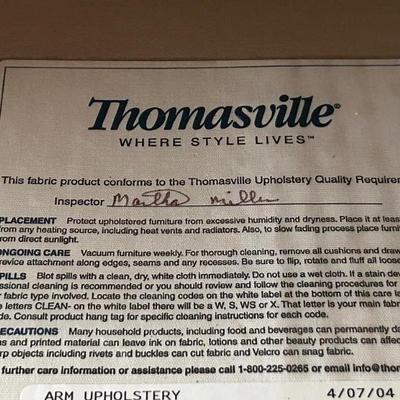 Thomasville®
WHERE STYLE LIVES™
This fabric product conforms to the Thomasville Upholstery Quality Require
Inspector Martha Miller
PLACEMENT Protect upholstered furniture from excessive humidity and dryness. Place it at leas
from any heating source, including heat vents and radiators. Also, to slow fading process place furni
from direct sunlight.
ONGOING CARE Vacuum furniture weekly. For thorough cleaning, remove all cushions and draw
evice attachment along edges, seams and any recesses. Be sure to flip, rotate and fluff all loose
PILLS Blot spills with a clean, dry, white cloth immediately. Do not use a wet cloth. If a stain dev
essional cleaning is recommended or you should review and follow the cleaning procedures for
r fabric type involved. Locate the cleaning codes on the white label at the bottom of this care la
e letters CLEAN- on the white label there will be a W, S, WS or X. That letter is your main fabri
de. Consult product hang tag for specific cleaning instructions for each code.
ECAUTIONS Many household products, including food and beverages can permanently da
s and printed material can leave ink on fabric, lotions and other beauty products can affec
rp objects including rivets and buckles can cut fabric and Velcro can snag fabric.
further care information or assistance please call 1-800-225-0265 or email info@thom
ARM UPHOLSTERY 4/07/04